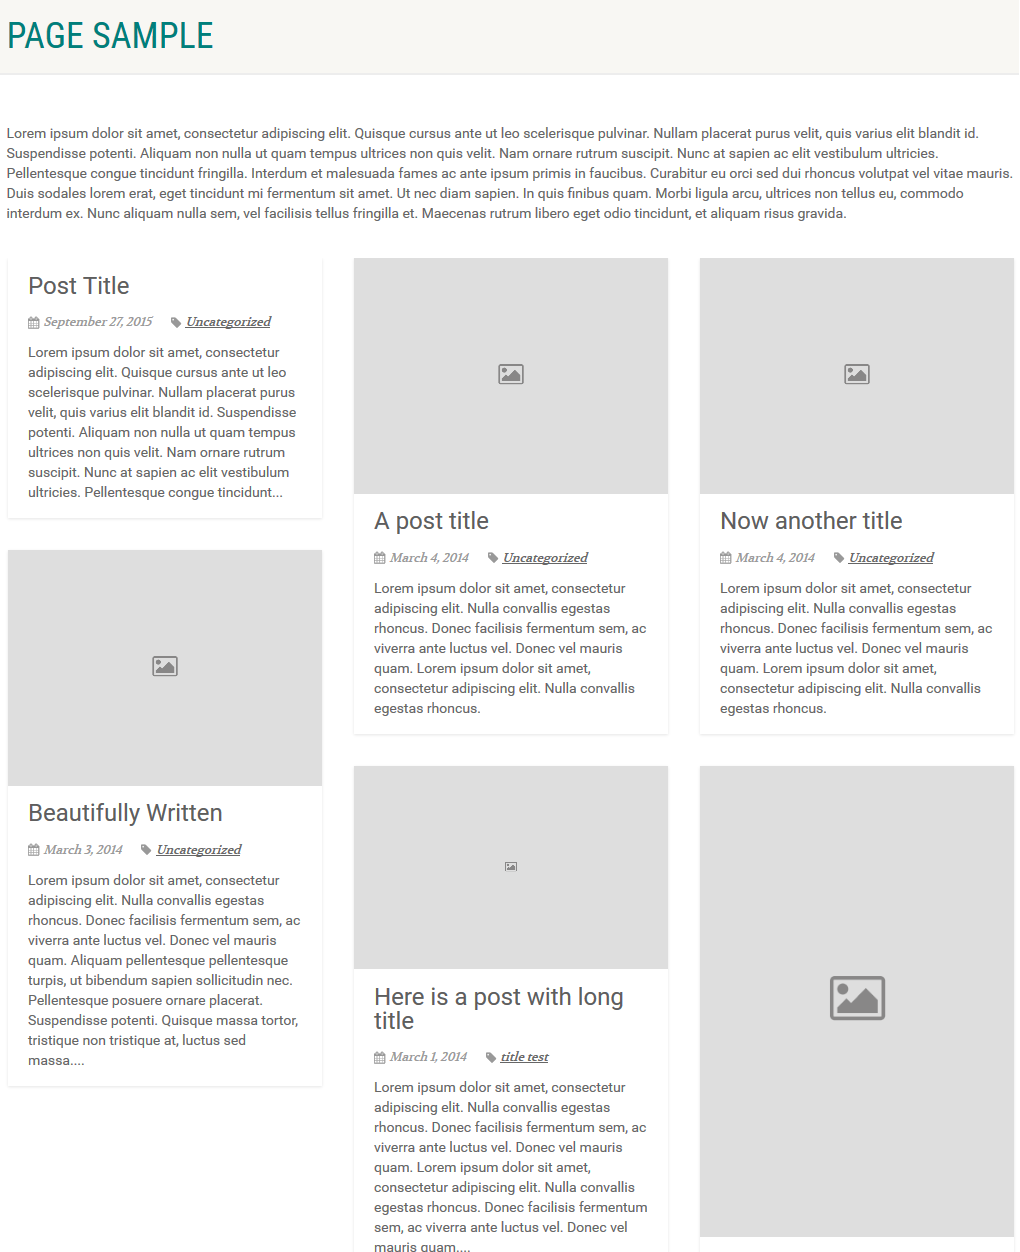 PAGE SAMPLE
Lorem ipsum dolor sit amet, consectetur adipiscing elit. Quisque cursus ante ut leo scelerisque pulvinar. Nullam placerat purus velit, quis varius elit blandit id.
Suspendisse potenti. Aliquam non nulla ut quam tempus ultrices non quis velit. Nam ornare rutrum suscipit. Nunc at sapien ac elit vestibulum ultricies.
Pellentesque congue tincidunt fringilla. Interdum et malesuada fames ac ante ipsum primis in faucibus. Curabitur eu orci sed dui rhoncus volutpat vel vitae mauris.
Duis sodales lorem erat, eget tincidunt mi fermentum sit amet. Ut nec diam sapien. In quis finibus quam. Morbi ligula arcu, ultrices non tellus eu, commodo
interdum ex. Nunc aliquam nulla sem, vel facilisis tellus fringilla et. Maecenas rutrum libero eget odio tincidunt, et aliquam risus gravida.
Post Title
September 27, 2015 Uncategorized
Lorem ipsum dolor sit amet, consectetur
adipiscing elit. Quisque cursus ante ut leo
scelerisque pulvinar. Nullam placerat purus
velit, quis varius elit blandit id. Suspendisse
potenti. Aliquam non nulla ut quam tempus
ultrices non quis velit. Nam ornare rutrum
suscipit. Nunc at sapien ac elit vestibulum
ultricies. Pellentesque congue tincidunt...
Beautifully Written
March 3, 2014 Uncategorized
Lorem ipsum dolor sit amet, consectetur
adipiscing elit. Nulla convallis egestas
rhoncus. Donec facilisis fermentum sem, ac
viverra ante luctus vel. Donec vel mauris
quam. Aliquam pellentesque pellentesque
turpis, ut bibendum sapien sollicitudin nec.
Pellentesque posuere ornare placerat.
Suspendisse potenti. Quisque massa tortor,
tristique non tristique at, luctus sed
massa....
A post title
March 4, 2014 Uncategorized
Lorem ipsum dolor sit amet, consectetur
adipiscing elit. Nulla convallis egestas
rhoncus. Donec facilisis fermentum sem, ac
viverra ante luctus vel. Donec vel mauris
quam. Lorem ipsum dolor sit amet,
consectetur adipiscing elit. Nulla convallis
egestas rhoncus.
Here is a post with long
title
March 1, 2014 title test
Lorem ipsum dolor sit amet, consectetur
adipiscing elit. Nulla convallis egestas
rhoncus. Donec facilisis fermentum sem, ac
viverra ante luctus vel. Donec vel mauris
quam. Lorem ipsum dolor sit amet,
consectetur adipiscing elit. Nulla convallis
egestas rhoncus. Donec facilisis fermentum
sem, ac viverra ante luctus vel. Donec vel
mauris quam....
Now another title
March 4, 2014 Uncategorized
Lorem ipsum dolor sit amet, consectetur
adipiscing elit. Nulla convallis egestas
rhoncus. Donec facilisis fermentum sem, ac
viverra ante luctus vel. Donec vel mauris
quam. Lorem ipsum dolor sit amet,
consectetur adipiscing elit. Nulla convallis
egestas rhoncus.